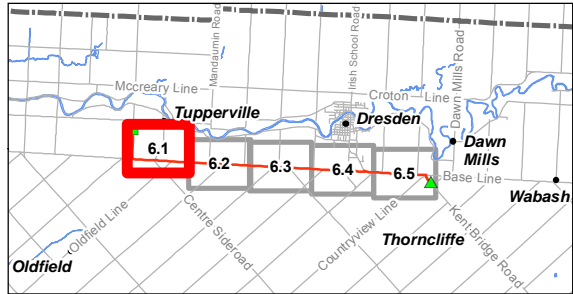 Mandaumin Road
Irish School Road
Dawn Mills Road
Mccreary Line
Croton Line
Tupperville
Dresden
Dawn
Mills
6.1
6.2
6.3
6.4
6.5
Base Line
Wabash
Oldfield Line
Centre Sideroad
Countryview Line
Kent Bridge Road
Thorncliffe
Oldfield